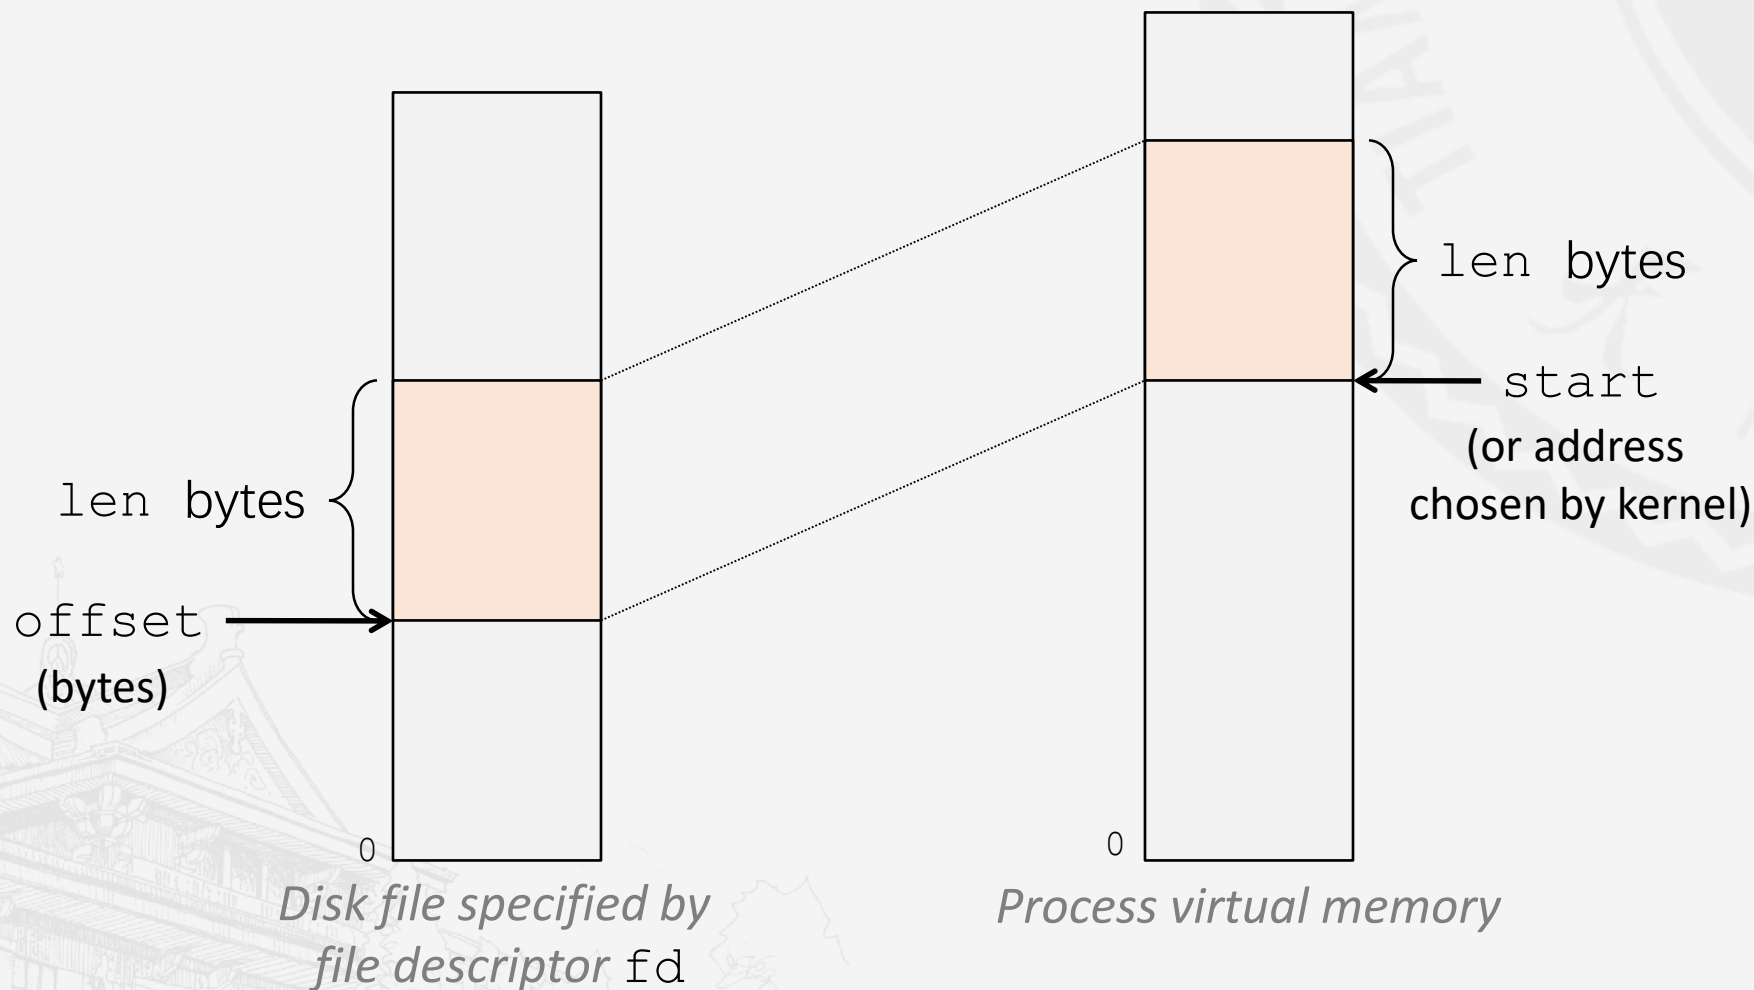 len bytes
start
(or address
chosen by kernel)
len bytes
offset
(bytes)
0
0
Disk file specified by
file descriptor fd
Process virtual memory